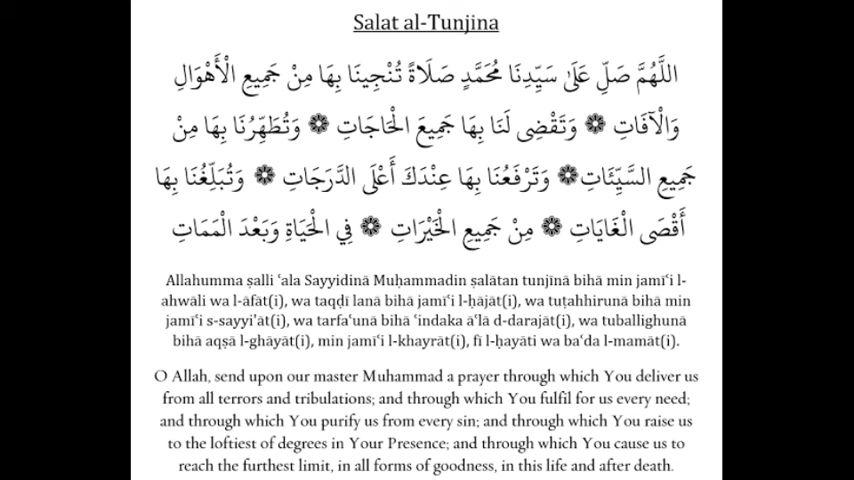 Salat al-Tunjina
اللَّهُمَّ صَلِّ عَلَىٰ سَيِّدِنَا مُحَمَّدٍ صَلَاةً تُنْجِينَا بِهَا مِنْ جَمِيعِ الْأَهْوَالِ
وَالْآفَاتِ ❁ وَتَقْضِى لَنَا بِهَا جَمِيعَ الْحَاجَاتِ ❁ وَتُطَهِّرُنَا بِهَا مِنْ
جَمِيعِ السَّيِّئَاتِ ❁ وَتَرْفَعُنَا بِهَا عِنْدَكَ أَعْلَى الدَّرَجَاتِ ❁ وَتُبَلِّغُنَا بِهَا
أَقْصَى الْغَايَاتِ ❁ مِنْ جَمِيعِ الْخَيْرَاتِ ❁ فِي الْحَيَاةِ وَبَعْدَ الْمَمَاتِ
Allahumma ṣalli ʿala Sayyidinā Muḥammadin ṣalātan tunjīnā bihā min jamīʿi l-
ahwāli wa l-āfāt(i), wa taqḍī lanā bihā jamīʿi l-ḥājāt(i), wa tuṭahhirunā bihā min
jamīʿi s-sayyi'āt(i), wa tarfaʿunā bihā ʿindaka āʿlā d-darajāt(i), wa tuballighunā
bihā aqṣā l-ghāyāt(i), min jamīʿi l-khayrāt(i), fī l-ḥayāti wa baʿda l-mamāt(i).
O Allah, send upon our master Muhammad a prayer through which You deliver us
from all terrors and tribulations; and through which You fulfil for us every need;
and through which You purify us from every sin; and through which You raise us
to the loftiest of degrees in Your Presence; and through which You cause us to
reach the furthest limit, in all forms of goodness, in this life and after death.